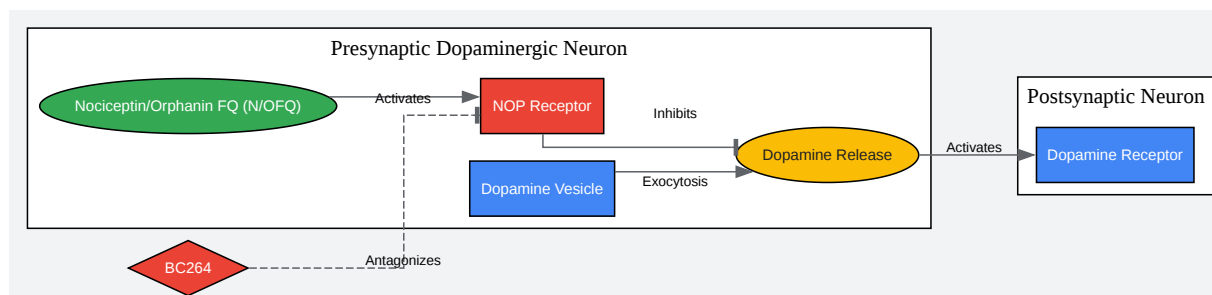 Presynaptic Dopaminergic Neuron
Nociceptin/Orphanin FQ (N/OFQ)
Activates
NOP Receptor
Inhibits
Dopamine Vesicle
Exocytosis
Dopamine Release
Activates
Postsynaptic Neuron
Dopamine Receptor
BC264
Antagonizes